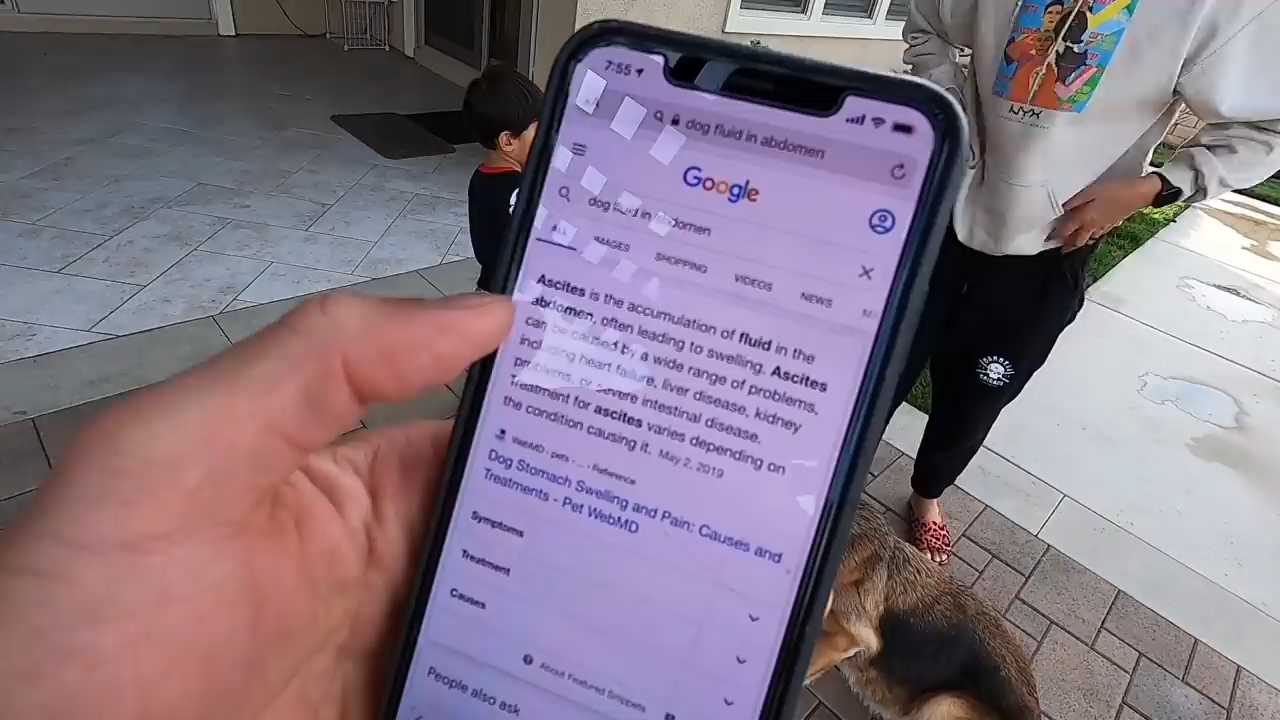 7:55
dog fluid in abdomen
Google
dog fluid in abdomen
ALL IMAGES SHOPPING VIDEOS NEWS M
Ascites is the accumulation of fluid in the
abdomen, often leading to swelling. Ascites
can be caused by a wide range of problems,
including heart failure, liver disease, kidney
problems, or severe intestinal disease.
Treatment for ascites varies depending on
the condition causing it. May 2, 2019
WebMD › pets › ... › Reference
Dog Stomach Swelling and Pain: Causes and
Treatments - Pet WebMD
Symptoms
Treatment
Causes
About Featured Snippets
People also ask
NYX